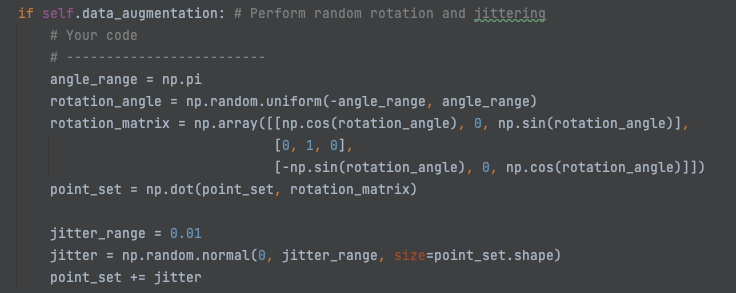 if self.data_augmentation: # Perform random rotation and jittering
# Your code
# -------------------------
angle_range = np.pi
rotation_angle = np.random.uniform(-angle_range, angle_range)
rotation_matrix = np.array([[np.cos(rotation_angle), 0, np.sin(rotation_angle)],
[0, 1, 0],
[-np.sin(rotation_angle), 0, np.cos(rotation_angle)]])
point_set = np.dot(point_set, rotation_matrix)
jitter_range = 0.01
jitter = np.random.normal(0, jitter_range, size=point_set.shape)
point_set += jitter